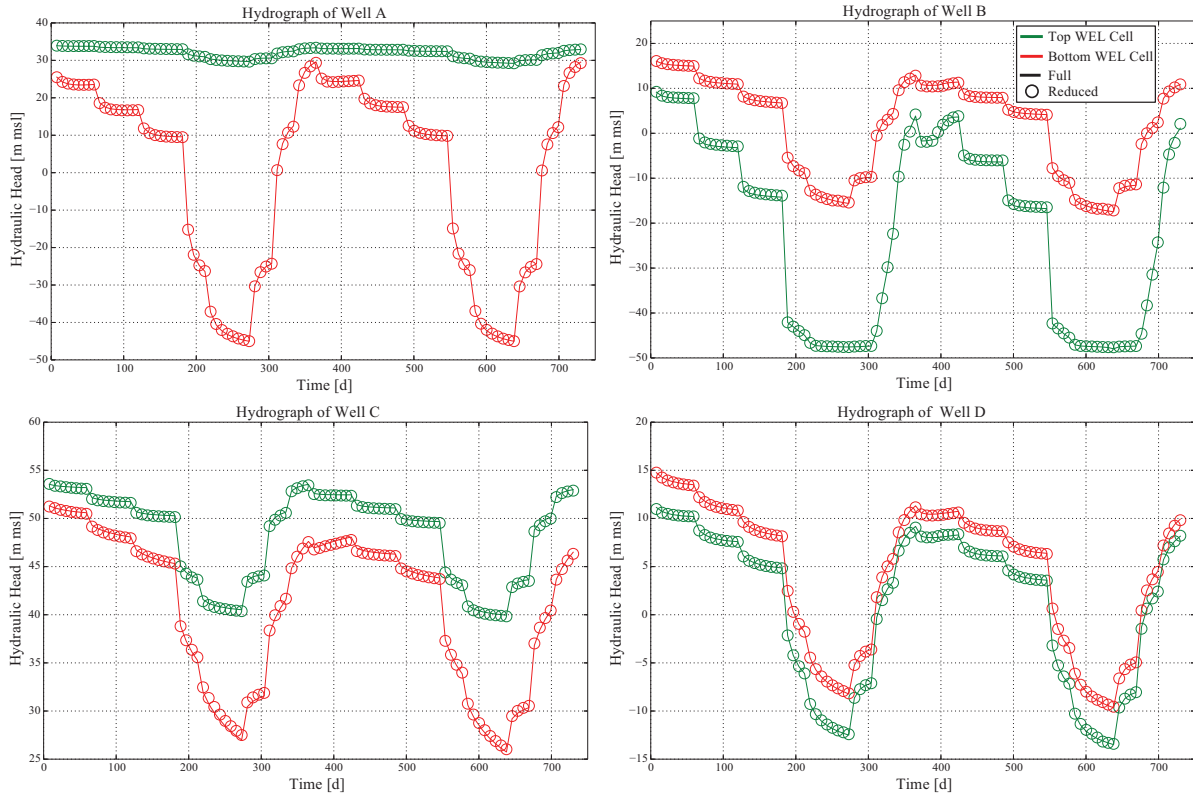 Hydrograph of Well A
Hydraulic Head [m msl]
40
30
20
10
0
−10
−20
−30
−40
−50
0 100 200 300 400 500 600 700
Time [d]
Hydrograph of Well B
Hydraulic Head [m msl]
20
10
0
−10
−20
−30
−40
−50
0 100 200 300 400 500 600 700
Time [d]
Top WEL Cell
Bottom WEL Cell
Full
Reduced
Hydrograph of Well C
Hydraulic Head [m msl]
60
55
50
45
40
35
30
25
0 100 200 300 400 500 600 700
Time [d]
Hydrograph of Well D
Hydraulic Head [m msl]
20
15
10
5
0
−5
−10
−15
0 100 200 300 400 500 600 700
Time [d]